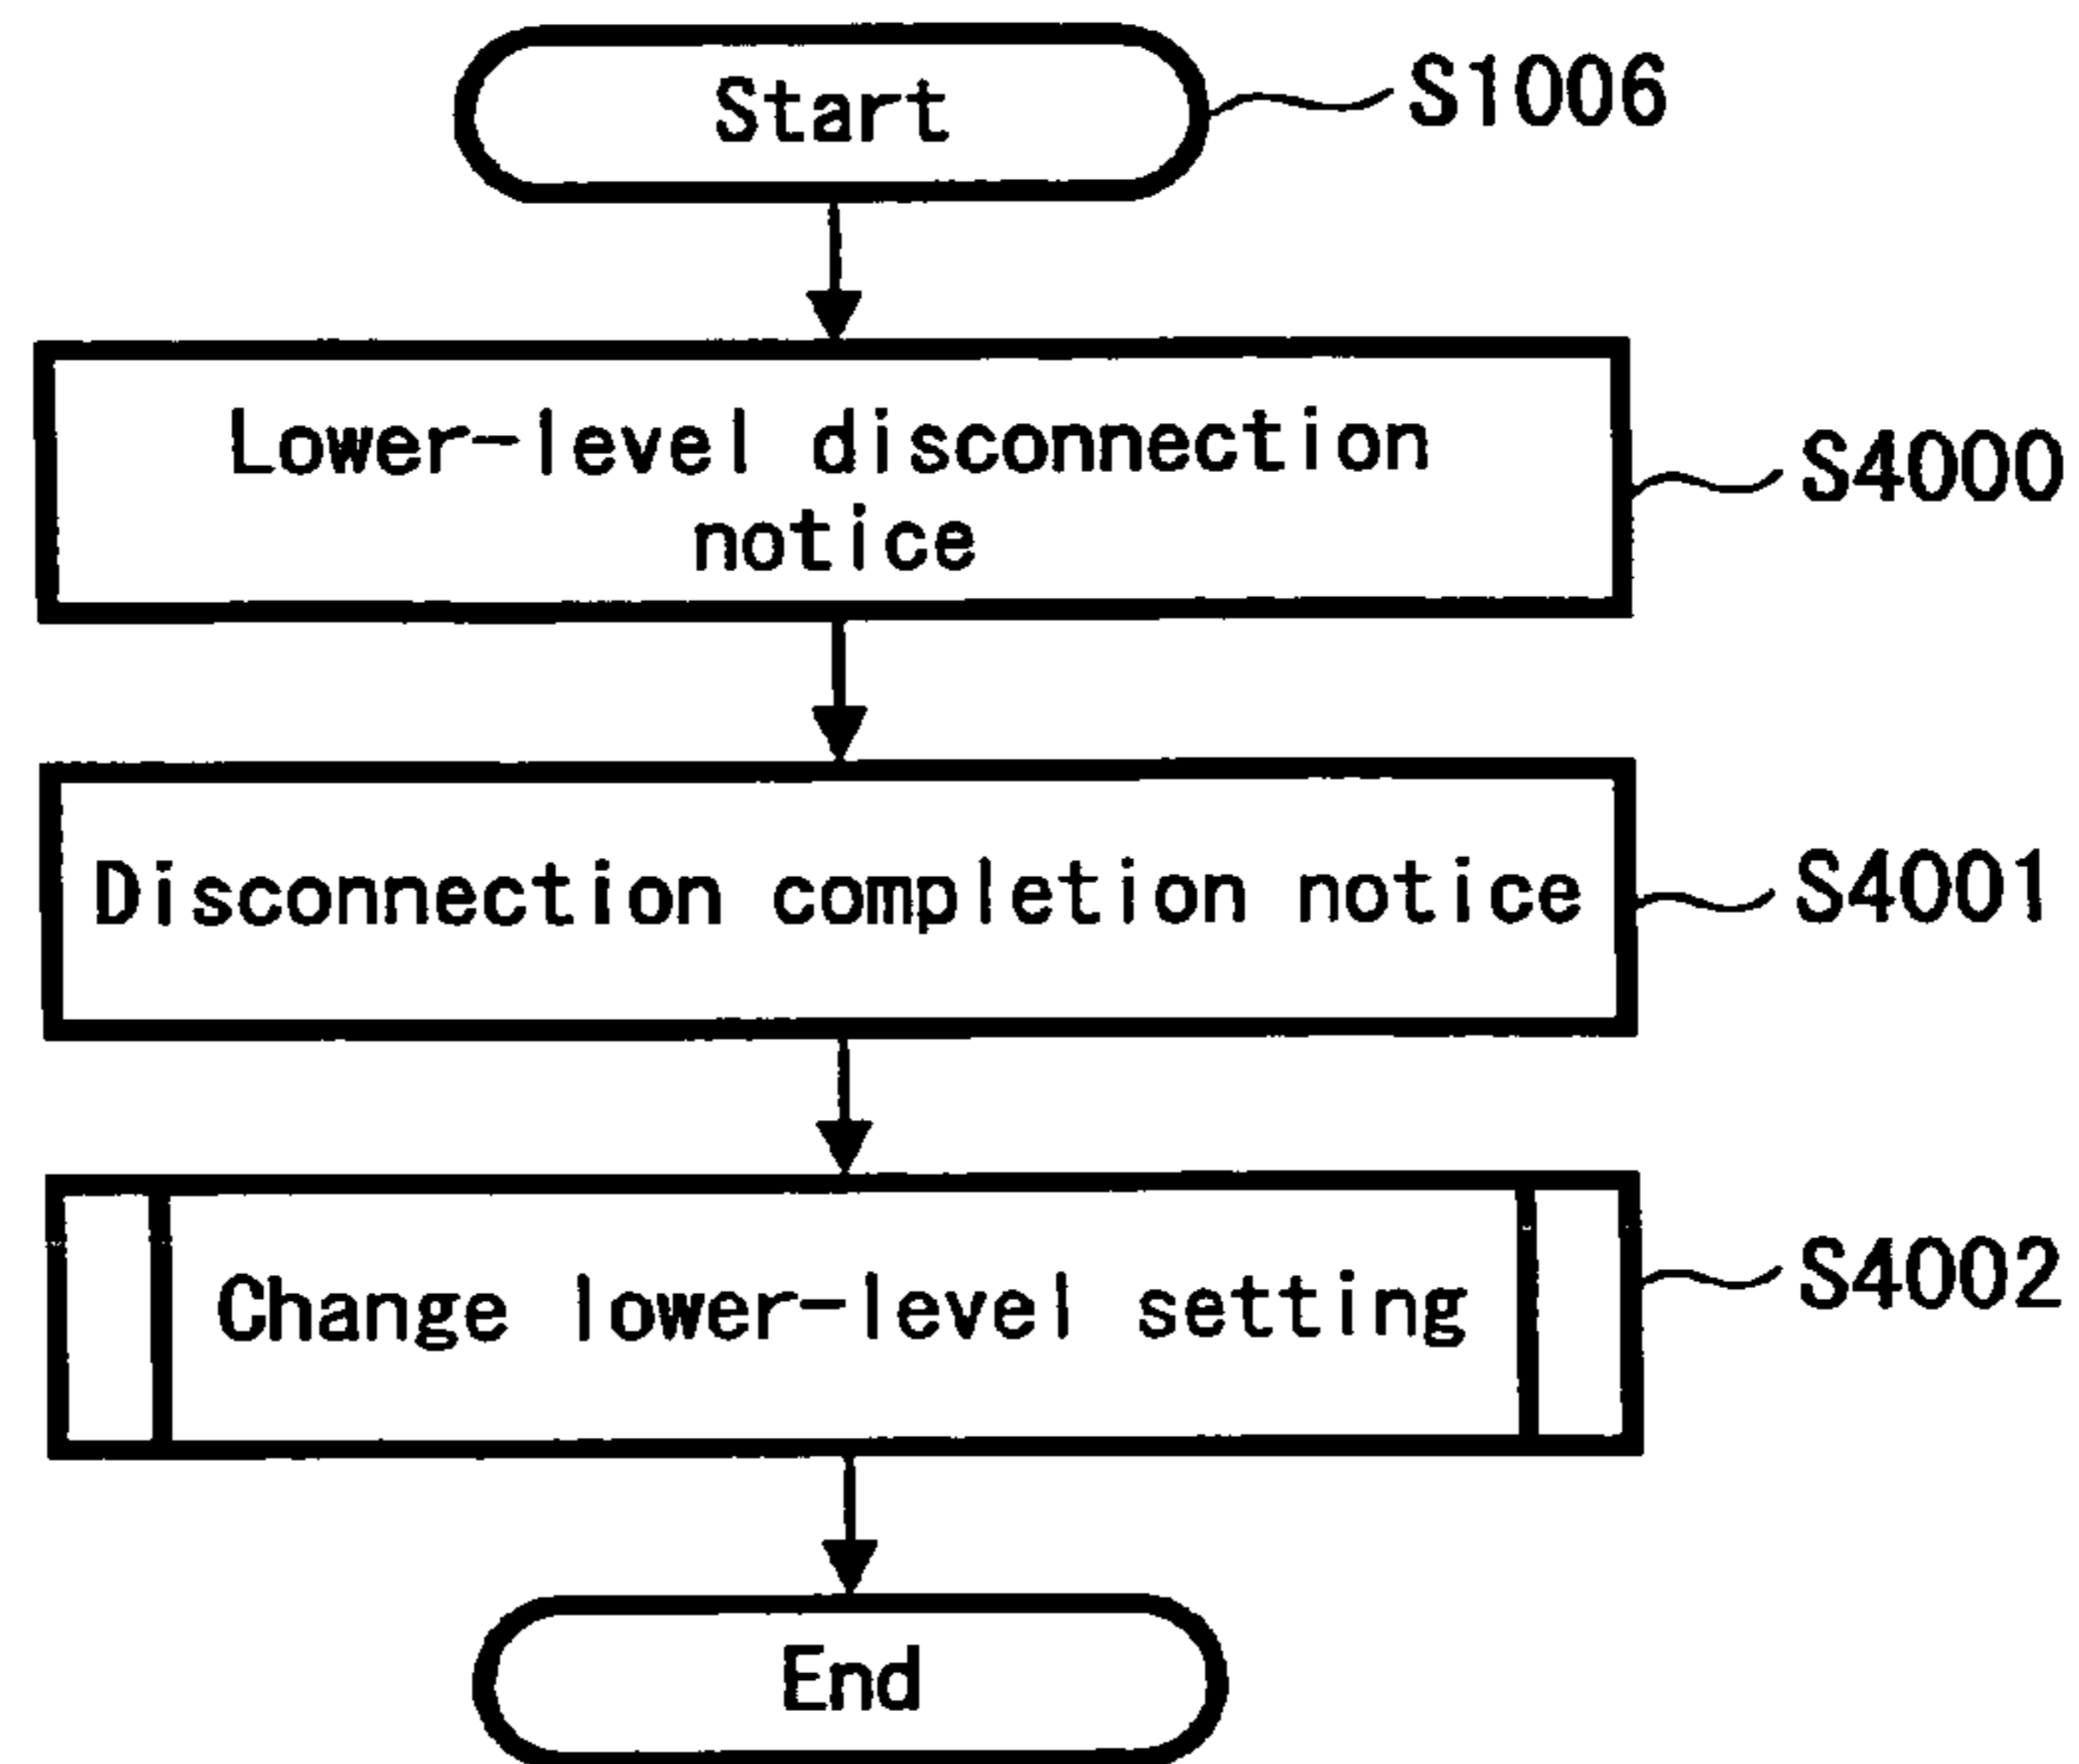 Start
S1006
Lower-level disconnection
notice
S4000
Disconnection completion notice
S4001
Change lower-level setting
S4002
End